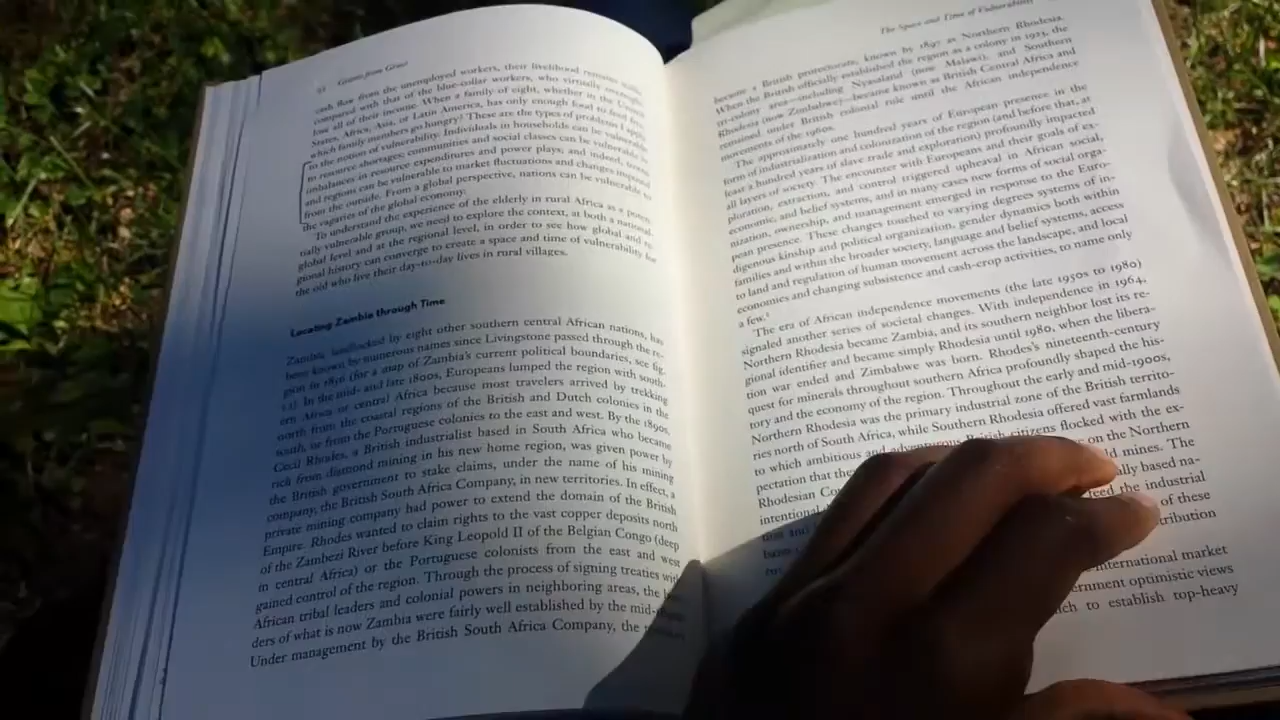 Gifts from Grief
cash flow from the unemployed workers, their livelihood remains
compared with that of the blue-collar workers, who virtually
lose all of their income. When a family of eight, whether in the United
States, Africa, Asia, or Latin America, has only enough food to feed five,
which family members go hungry? These are the types of problems I apply
to the notion of vulnerability. Individuals in households can be vulnerable
to resource shortages; communities and social classes can be vulnerable to
imbalances in resource expenditures and power plays; and indeed, towns
and regions can be vulnerable to market fluctuations and changes imposed
from the outside. From a global perspective, nations can be vulnerable to
the vagaries of the global economy.
To understand the experience of the elderly in rural Africa as a poten-
tially vulnerable group, we need to explore the context, at both a national-
global level and at the regional level, in order to see how global and re-
gional history can converge to create a space and time of vulnerability for
the old who live their day-to-day lives in rural villages.
Locating Zambia through Time
Zambia, landlocked by eight other southern central African nations, has
been known by numerous names since Livingstone passed through the re-
gion in 1856 (for a map of Zambia's current political boundaries, see fig.
1.1). In the mid- and late 1800s, Europeans lumped the region with south-
ern Africa or central Africa because most travelers arrived by trekking
north from the coastal regions of the British and Dutch colonies in the
south, or from the Portuguese colonies to the east and west. By the 1890s,
Cecil Rhodes, a British industrialist based in South Africa who became
rich from diamond mining in his new home region, was given power by
the British government to stake claims, under the name of his mining
company, the British South Africa Company, in new territories. In effect, a
private mining company had power to extend the domain of the British
Empire. Rhodes wanted to claim rights to the vast copper deposits north
of the Zambezi River before King Leopold II of the Belgian Congo (deep
in central Africa) or the Portuguese colonists from the east and west
gained control of the region. Through the process of signing treaties with
African tribal leaders and colonial powers in neighboring areas, the
ders of what is now Zambia were fairly well established by the mid-
Under management by the British South Africa Company, the
The Space and Time of Vulnerability
became a British protectorate, known by 1897 as Northern Rhodesia.
When the British officially established the region as a colony in 1923, the
tri-colony area—including Nyasaland (now Malawi), and Southern
Rhodesia (now Zimbabwe)—became known as British Central Africa and
remained under British colonial rule until the African independence
movements of the 1960s.
The approximately one hundred years of European presence in the
form of industrialization and colonization of the region (and before that, at
least a hundred years of slave trade and exploration) profoundly impacted
all layers of society. The encounter with Europeans and their goals of ex-
ploration, extraction, and control triggered upheaval in African social,
economic, and belief systems, and in many cases new forms of social orga-
nization, ownership, and management emerged in response to the Euro-
pean presence. These changes touched to varying degrees systems of in-
digenous kinship and political organization, gender dynamics both within
families and within the broader society, language and belief systems, access
to land and regulation of human movement across the landscape, and local
economies and changing subsistence and cash-crop activities, to name only
a few.
The era of African independence movements (the late 1950s to 1980)
signaled another series of societal changes. With independence in 1964,
Northern Rhodesia became Zambia, and its southern neighbor lost its re-
gional identifier and became simply Rhodesia until 1980, when the libera-
tion war ended and Zimbabwe was born. Rhodes's nineteenth-century
quest for minerals throughout southern Africa profoundly shaped the his-
tory and the economy of the region. Throughout the early and mid-1900s,
Northern Rhodesia was the primary industrial zone of the British territo-
ries north of South Africa, while Southern Rhodesia offered vast farmlands
to which ambitious and adventurous British citizens flocked with the ex-
pectation that on the Northern
Rhodesian mines. The
intentional based na-
the industrial
of these
international market
optimistic views
to establish top-heavy